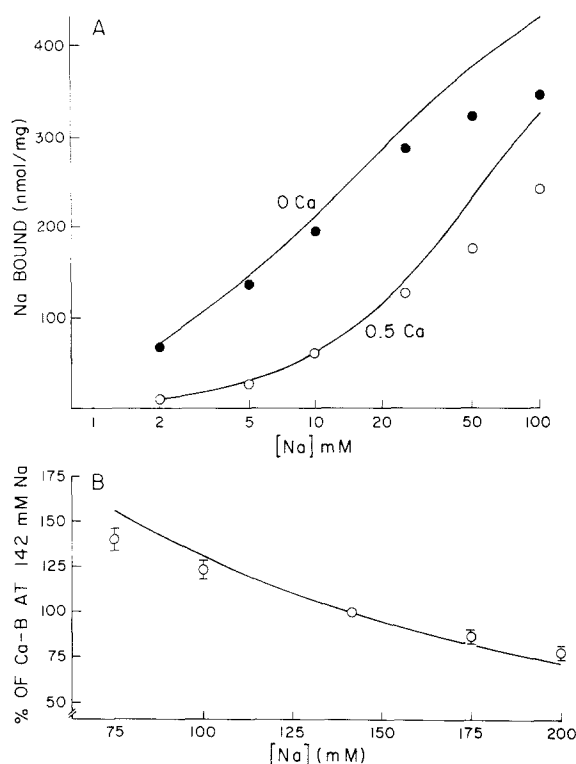 A
400
300
200
100
Na BOUND (nmol/mg)
0 Ca
0.5 Ca
1 2 5 10 20 50 100
[Na] mM
B
175
150
125
100
75
50
% OF Ca-B AT 142 mM Na
75 100 125 150 175 200
[Na] (mM)